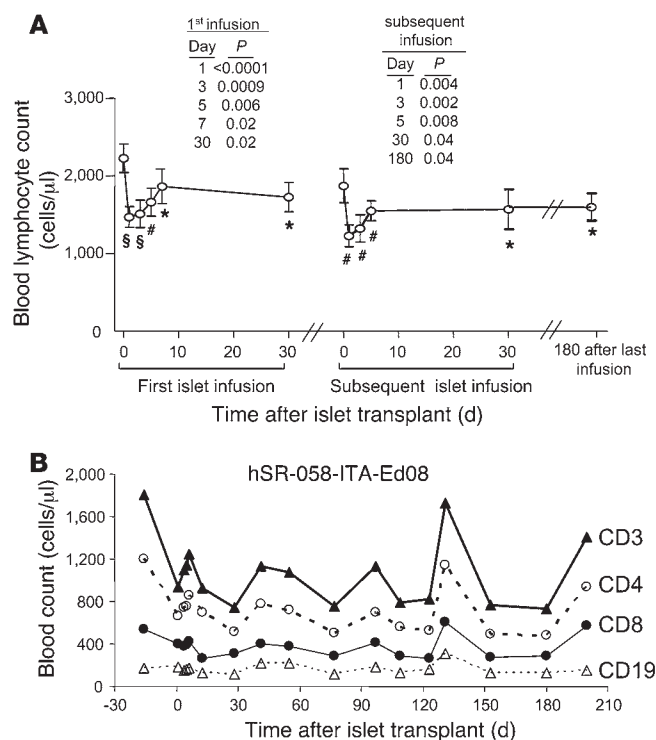 A
1st infusion
Day P
1 <0.0001
3 0.0009
5 0.006
7 0.02
30 0.02
subsequent
infusion
Day P
1 0.004
3 0.002
5 0.008
30 0.04
180 0.04
Blood lymphocyte count
(cells/µl)
3,000
2,000
1,000
0
§ § # * *
# # # * *
0 10 20 30 0 10 20 30 180 after last
infusion
First islet infusion Subsequent islet infusion
Time after islet transplant (d)
B
hSR-058-ITA-Ed08
Blood count (cells/µl)
2,000
1,600
1,200
800
400
0
CD3
CD4
CD8
CD19
-30 0 30 60 90 120 150 180 210
Time after islet transplant (d)